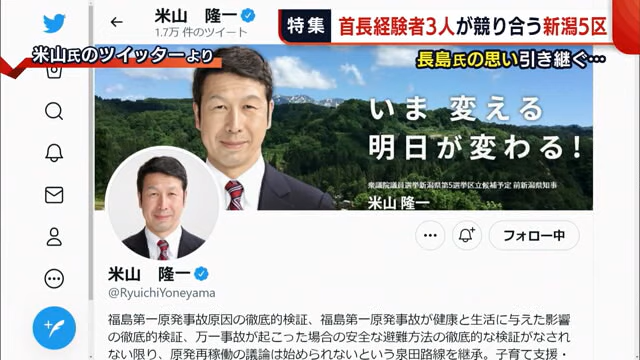 米山 隆一
1.7万 件のツイート
特集
首長経験者3人が競り合う新潟5区
米山氏のツイッターより
長島氏の思い引き継ぐ…
いま 変える
明日が変わる!
衆議院議員選挙新潟県第5選挙区立候補予定 前新潟県知事
米山 隆一
フォロー中
米山 隆一
@RyuichiYoneyama
福島第一原発事故原因の徹底的検証、福島第一原発事故が健康と生活に与えた影響
の徹底的検証、万一事故が起こった場合の安全な避難方法の徹底的な検証がなされ
ない限り、原発再稼働の議論は始められないという泉田路線を継承。子育て支援・